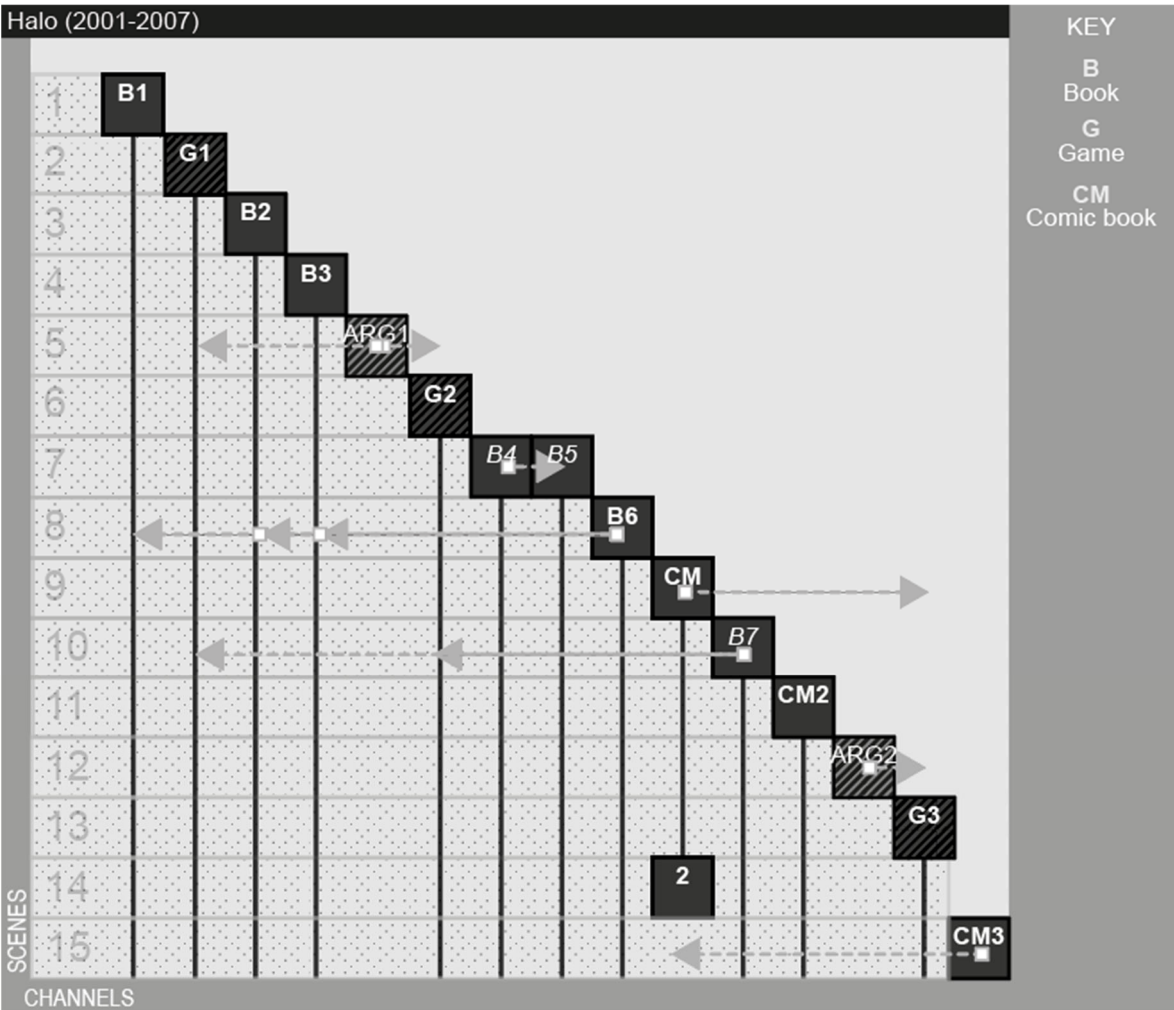 Halo (2001-2007)
KEY
B
Book
G
Game
CM
Comic book
1
B1
2
G1
3
B2
4
B3
5
ARG1
6
G2
7
B4
B5
8
B6
9
CM
10
B7
11
CM2
12
ARG2
13
G3
14
2
15
CM3
SCENES
CHANNELS